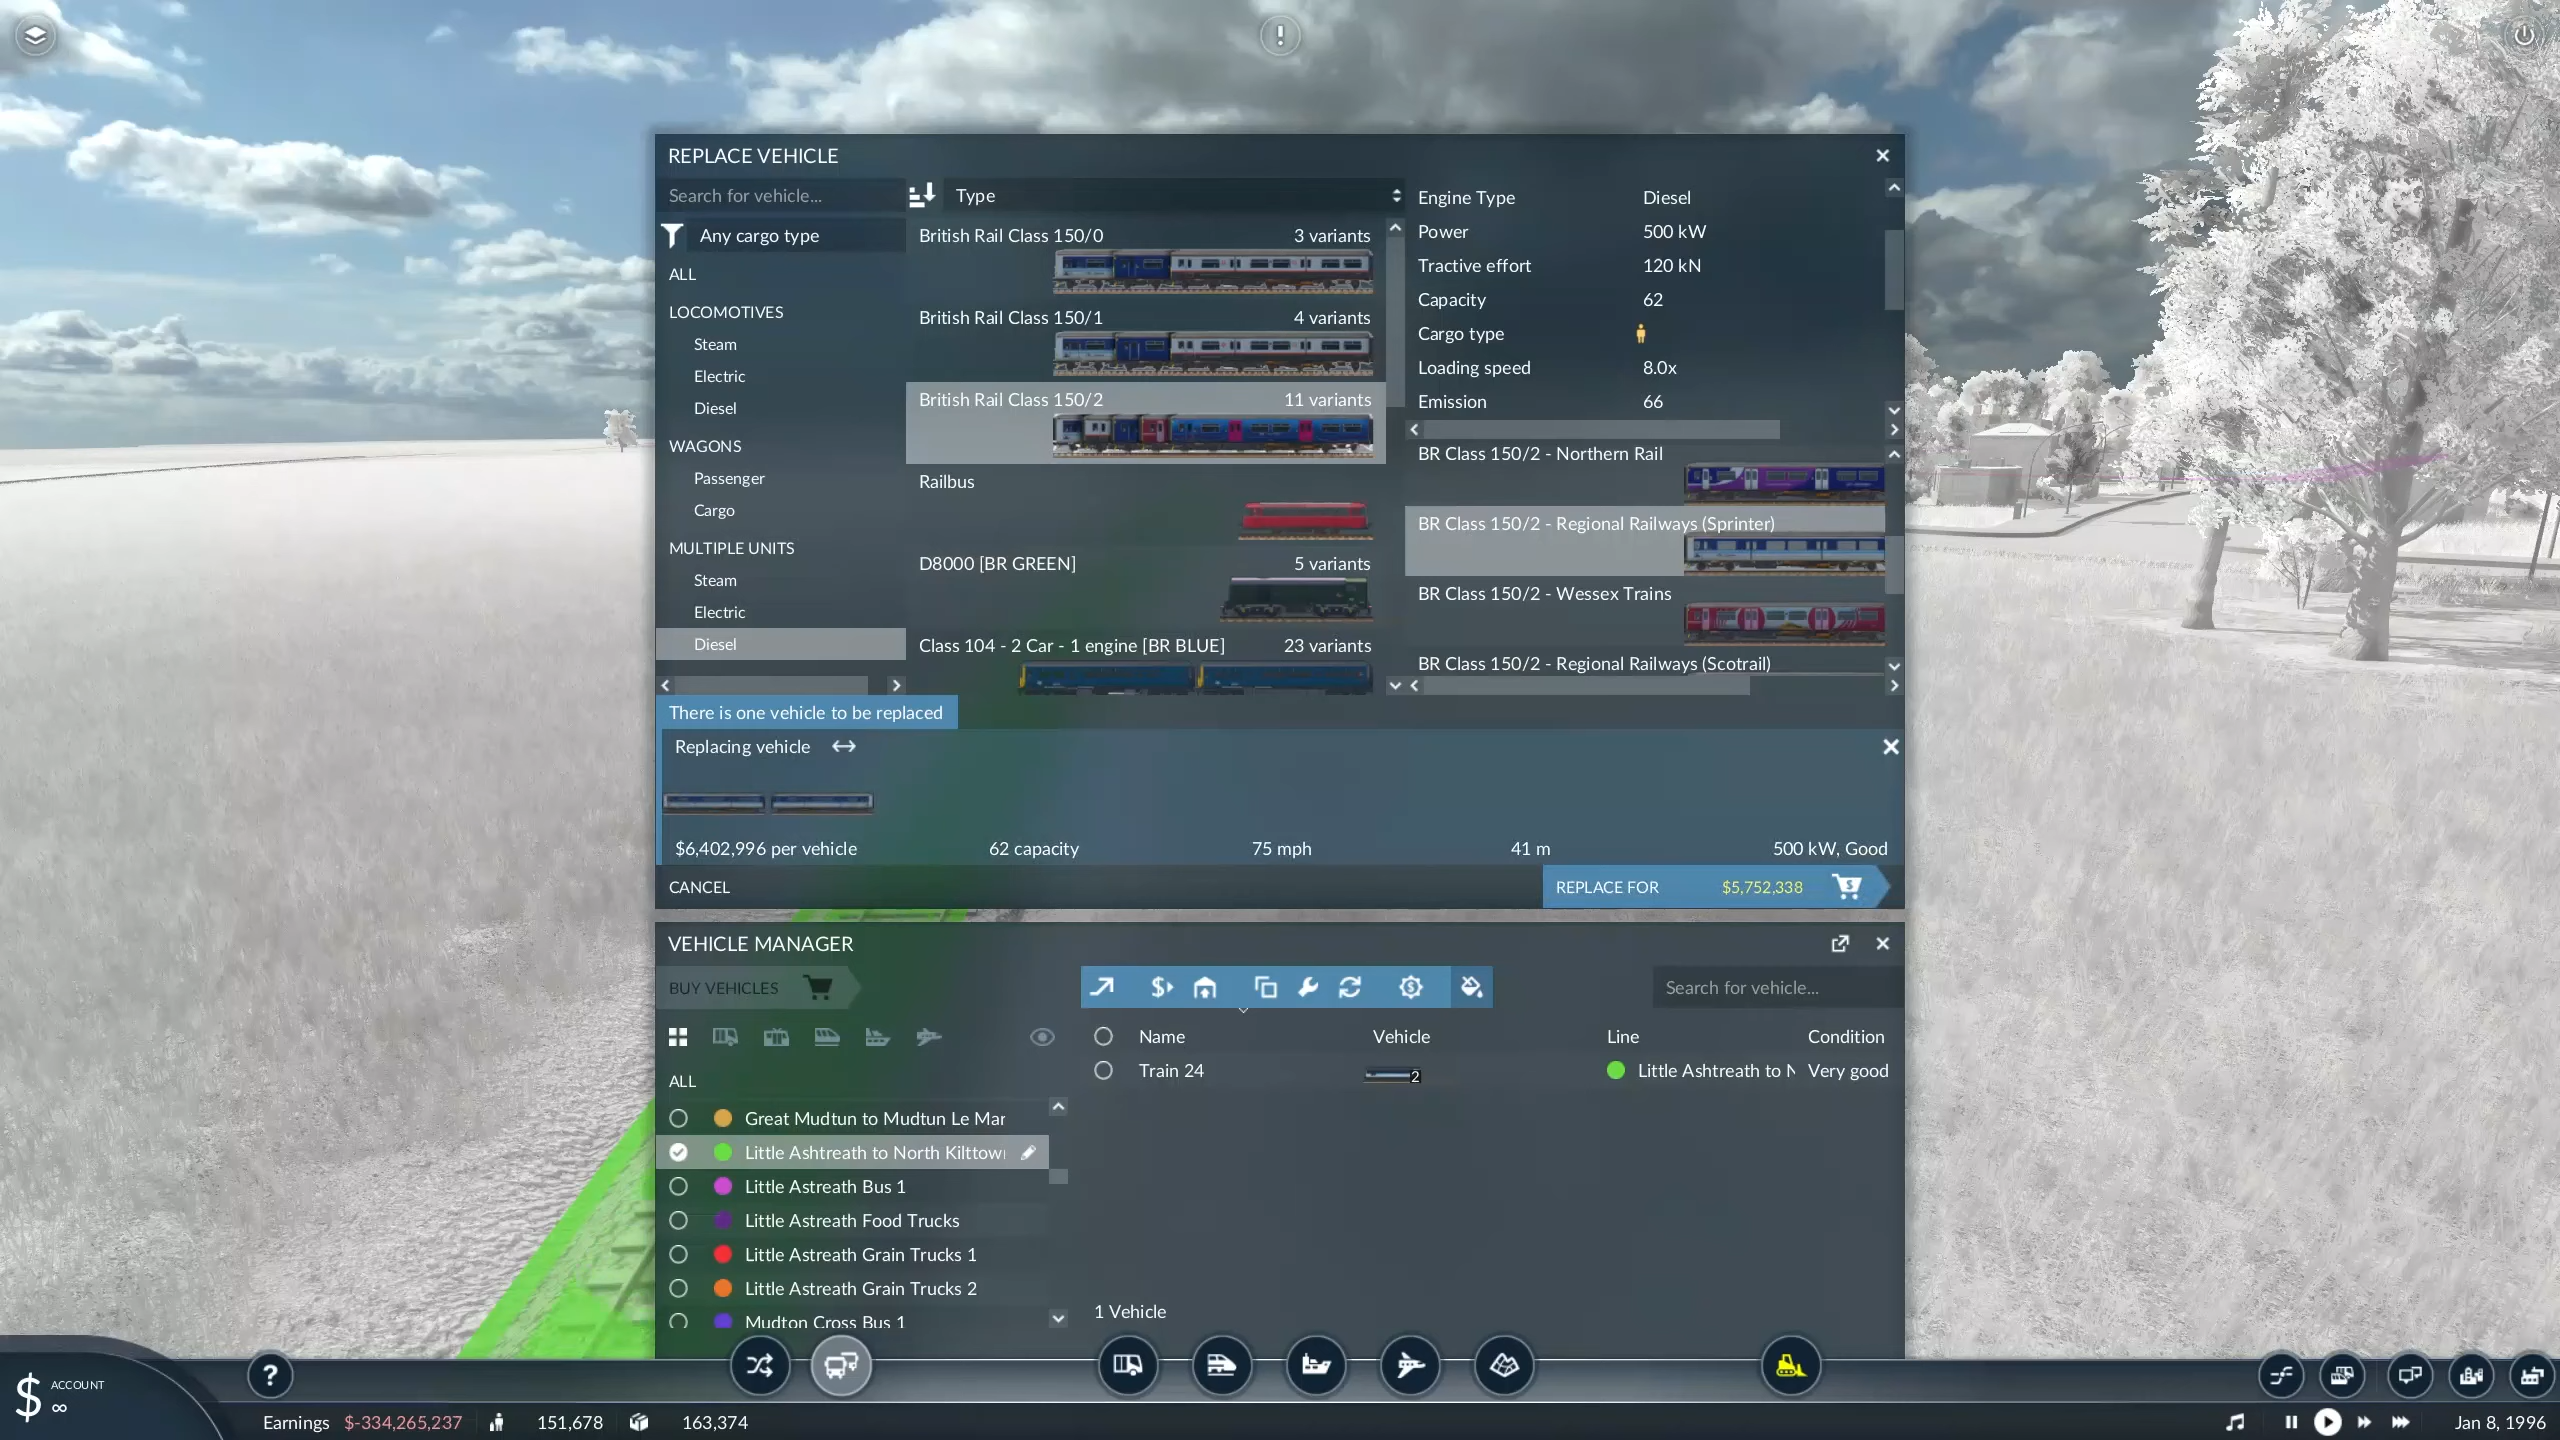 REPLACE VEHICLE
Search for vehicle...
Type
Any cargo type
ALL
LOCOMOTIVES
Steam
Electric
Diesel
WAGONS
Passenger
Cargo
MULTIPLE UNITS
Steam
Electric
Diesel
British Rail Class 150/0 3 variants
British Rail Class 150/1 4 variants
British Rail Class 150/2 11 variants
Railbus
D8000 [BR GREEN] 5 variants
Class 104 - 2 Car - 1 engine [BR BLUE] 23 variants
Engine Type Diesel
Power 500 kW
Tractive effort 120 kN
Capacity 62
Cargo type
Loading speed 8.0x
Emission 66
BR Class 150/2 - Northern Rail
BR Class 150/2 - Regional Railways (Sprinter)
BR Class 150/2 - Wessex Trains
BR Class 150/2 - Regional Railways (Scotrail)
There is one vehicle to be replaced
Replacing vehicle
$6,402,996 per vehicle 62 capacity 75 mph 41 m 500 kW, Good
CANCEL
REPLACE FOR $5,752,338
VEHICLE MANAGER
BUY VEHICLES
Search for vehicle...
ALL
Great Mudtun to Mudtun Le Mar
Little Ashtreath to North Kilttow
Little Astreath Bus 1
Little Astreath Food Trucks
Little Astreath Grain Trucks 1
Little Astreath Grain Trucks 2
Mudton Cross Bus 1
Name Vehicle Line Condition
Train 24 2 Little Ashtreath to N Very good
1 Vehicle
ACCOUNT
$ ∞
Earnings $-334,265,237 151,678 163,374
Jan 8, 1996